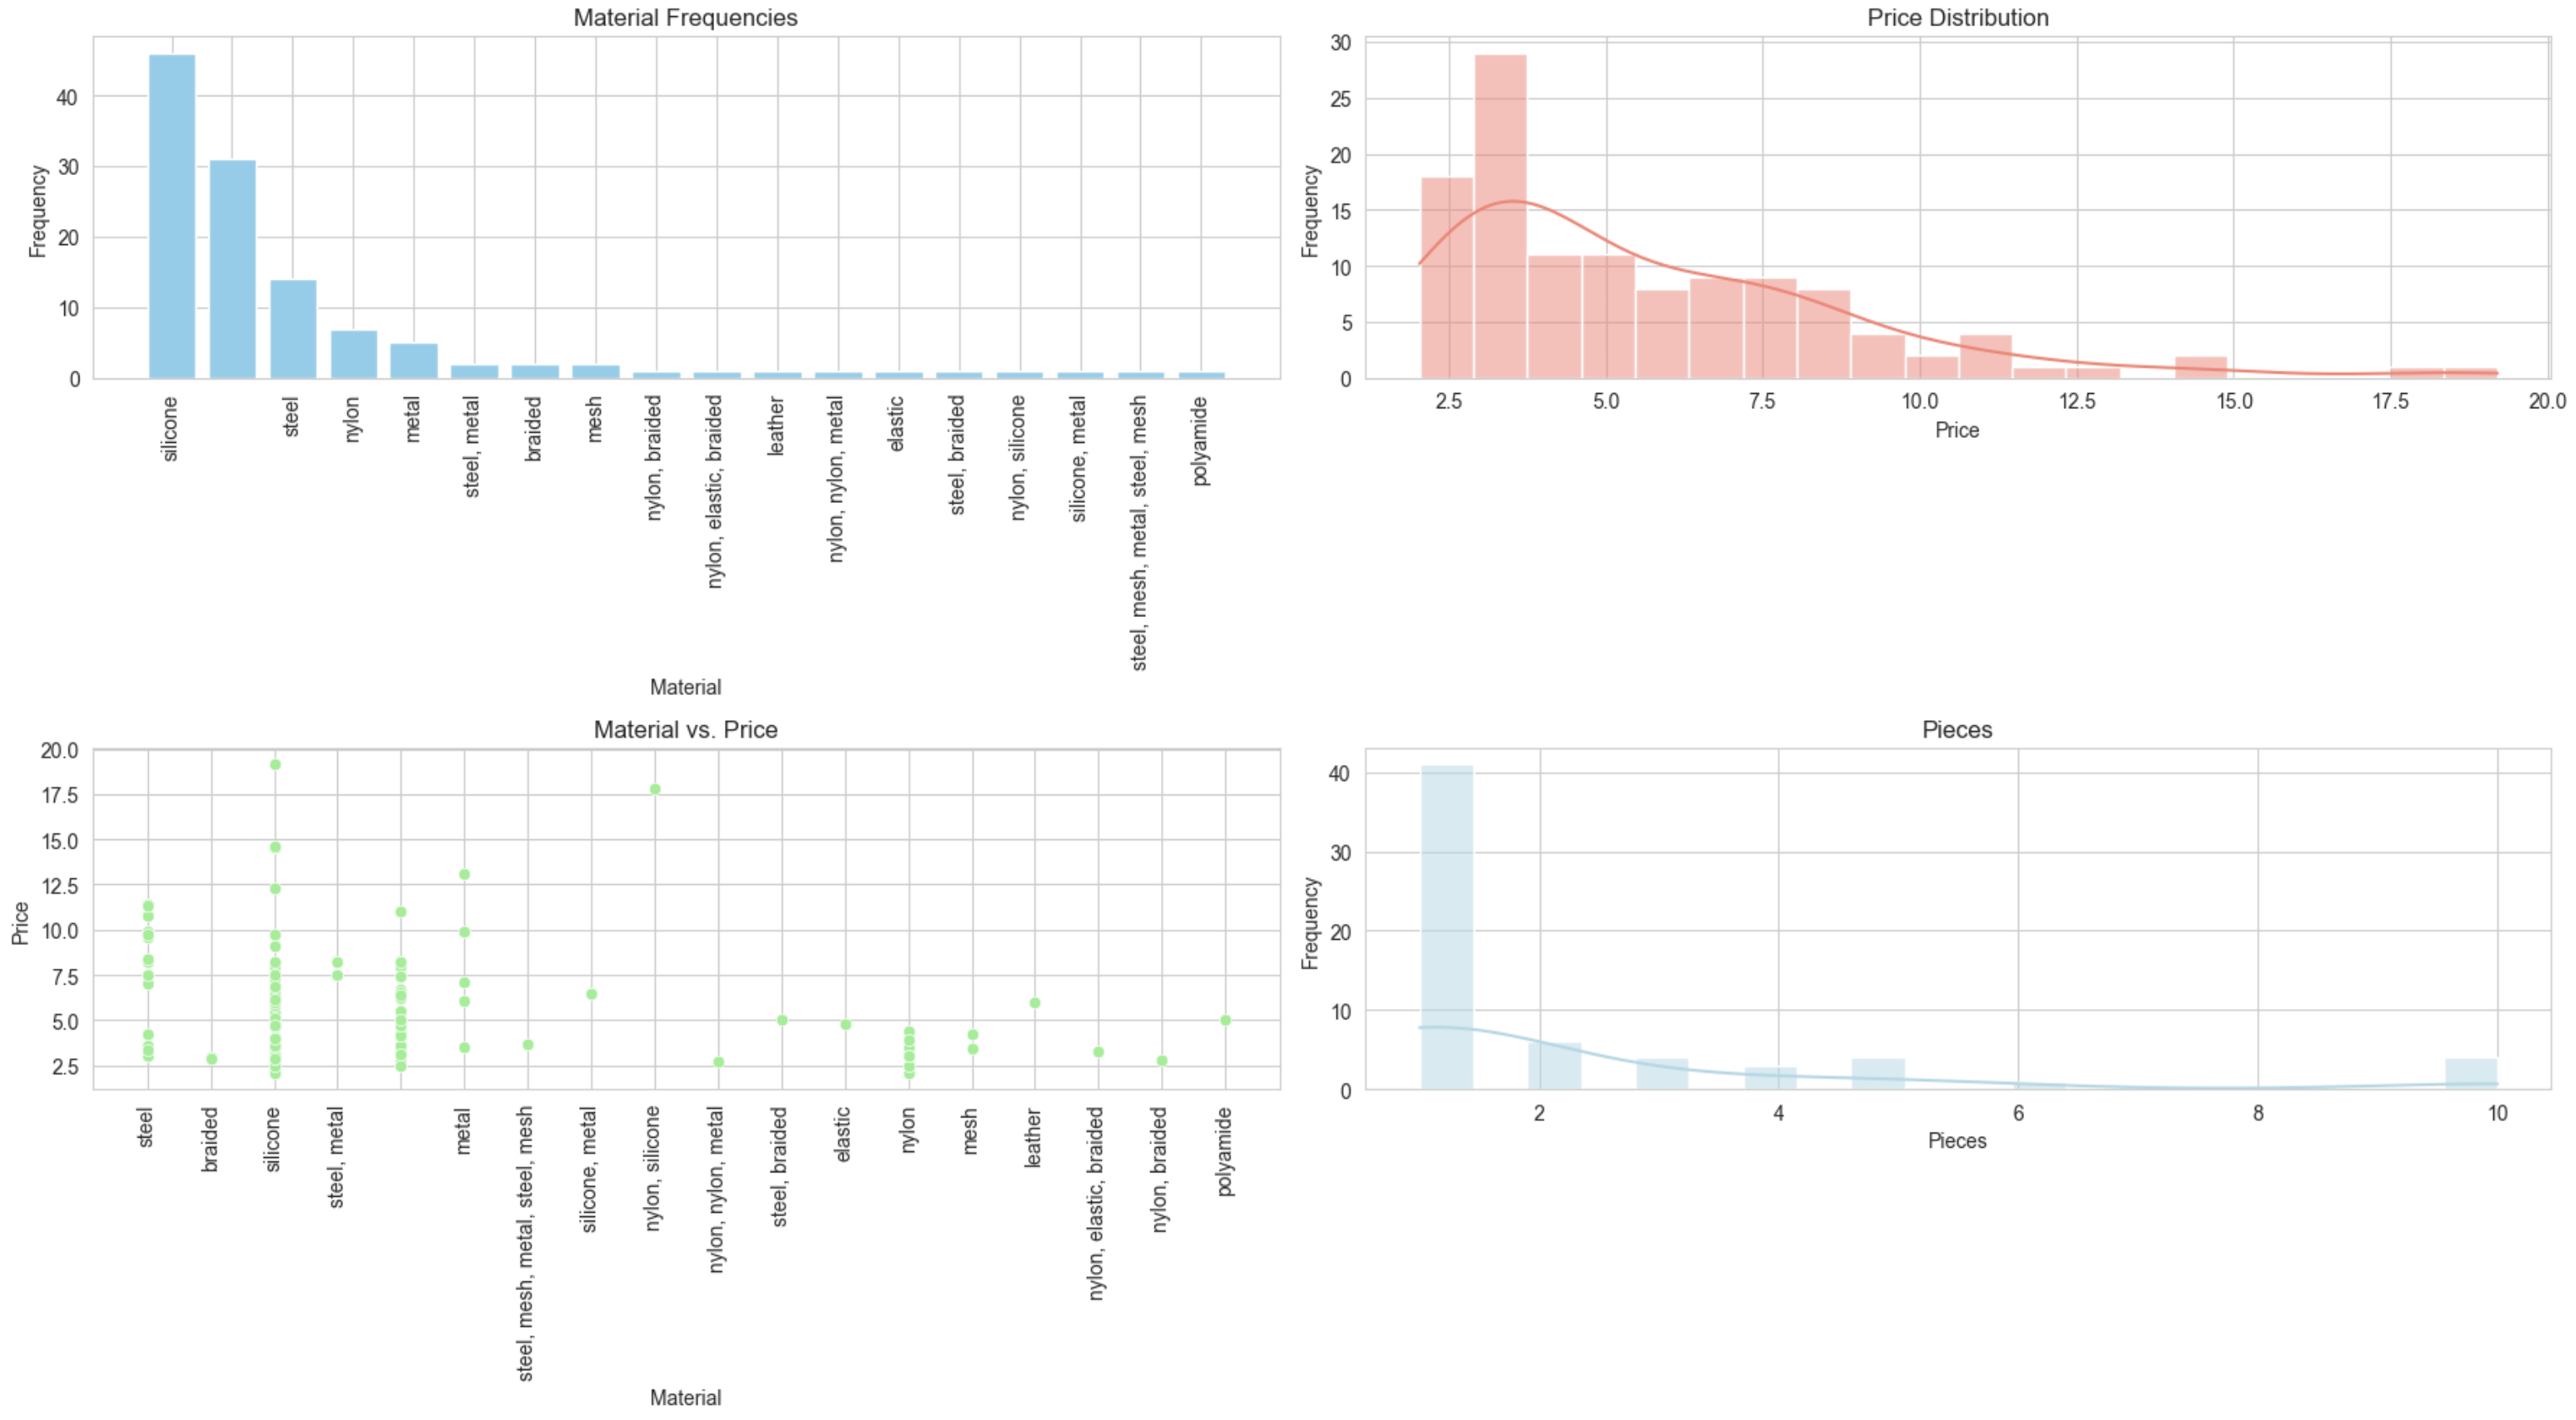 Material Frequencies
Frequency
40
30
20
10
0
silicone
steel
nylon
metal
steel, metal
braided
mesh
nylon, braided
nylon, elastic, braided
leather
nylon, nylon, metal
elastic
steel, braided
nylon, silicone
silicone, metal
steel, mesh, metal, steel, mesh
polyamide
Material
Price Distribution
Frequency
30
25
20
15
10
5
0
2.5 5.0 7.5 10.0 12.5 15.0 17.5 20.0
Price
Material vs. Price
Price
20.0
17.5
15.0
12.5
10.0
7.5
5.0
2.5
steel
braided
silicone
steel, metal
metal
steel, mesh, metal, steel, mesh
silicone, metal
nylon, silicone
nylon, nylon, metal
steel, braided
elastic
nylon
mesh
leather
nylon, elastic, braided
nylon, braided
polyamide
Material
Pieces
Frequency
40
30
20
10
0
2 4 6 8 10
Pieces